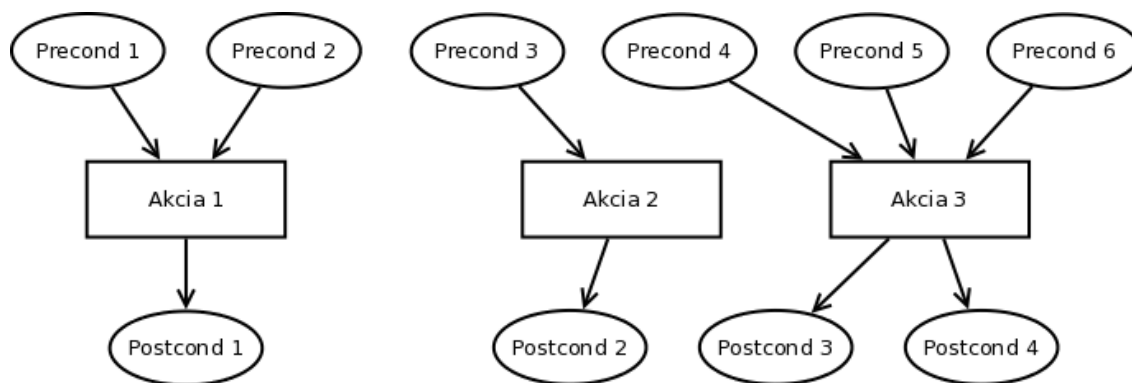 Precond 1
Precond 2
Precond 3
Precond 4
Precond 5
Precond 6
Akcia 1
Akcia 2
Akcia 3
Postcond 1
Postcond 2
Postcond 3
Postcond 4